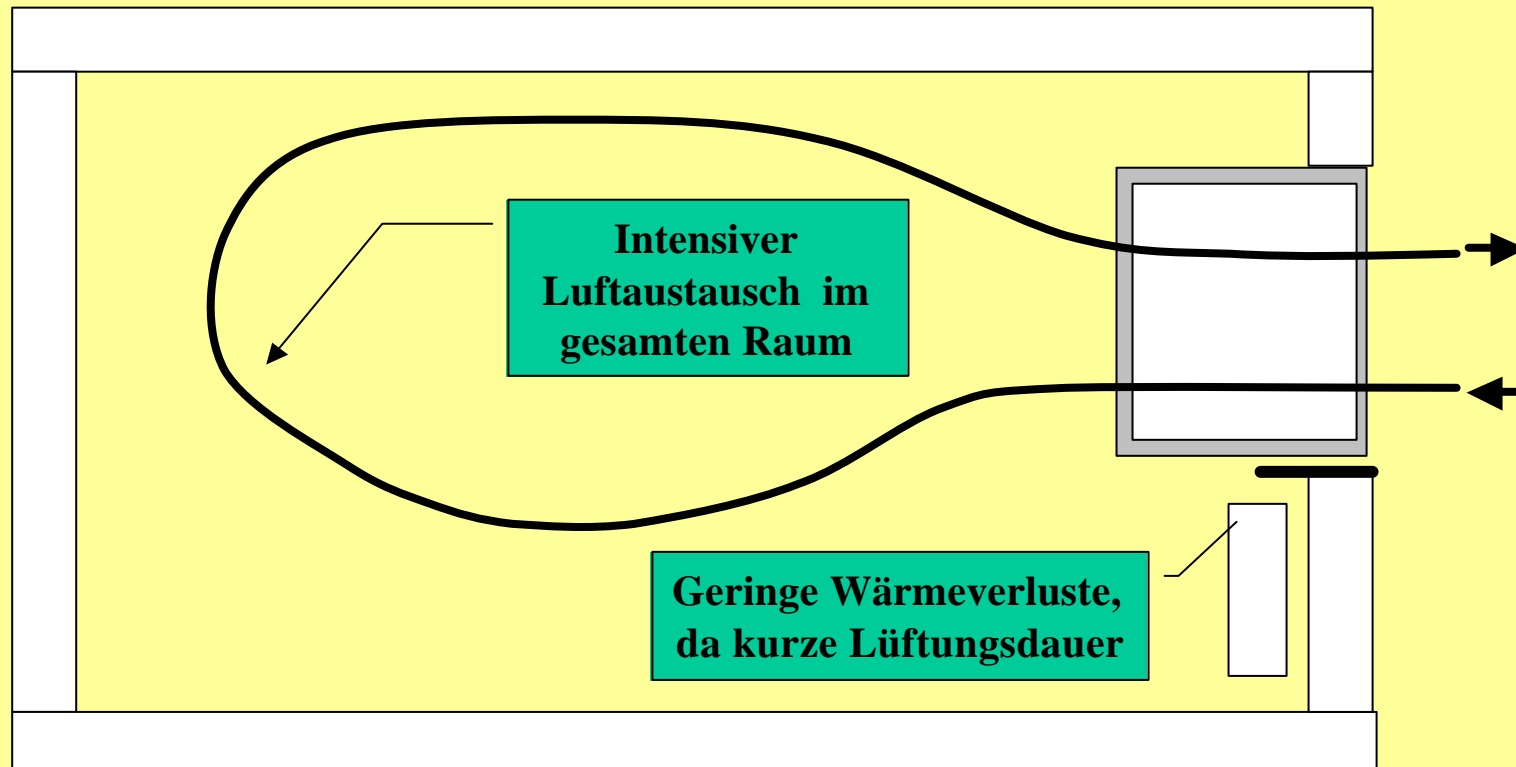 Intensiver
Luftaustausch im
gesamten Raum
Geringe Wärmeverluste,
da kurze Lüftungsdauer